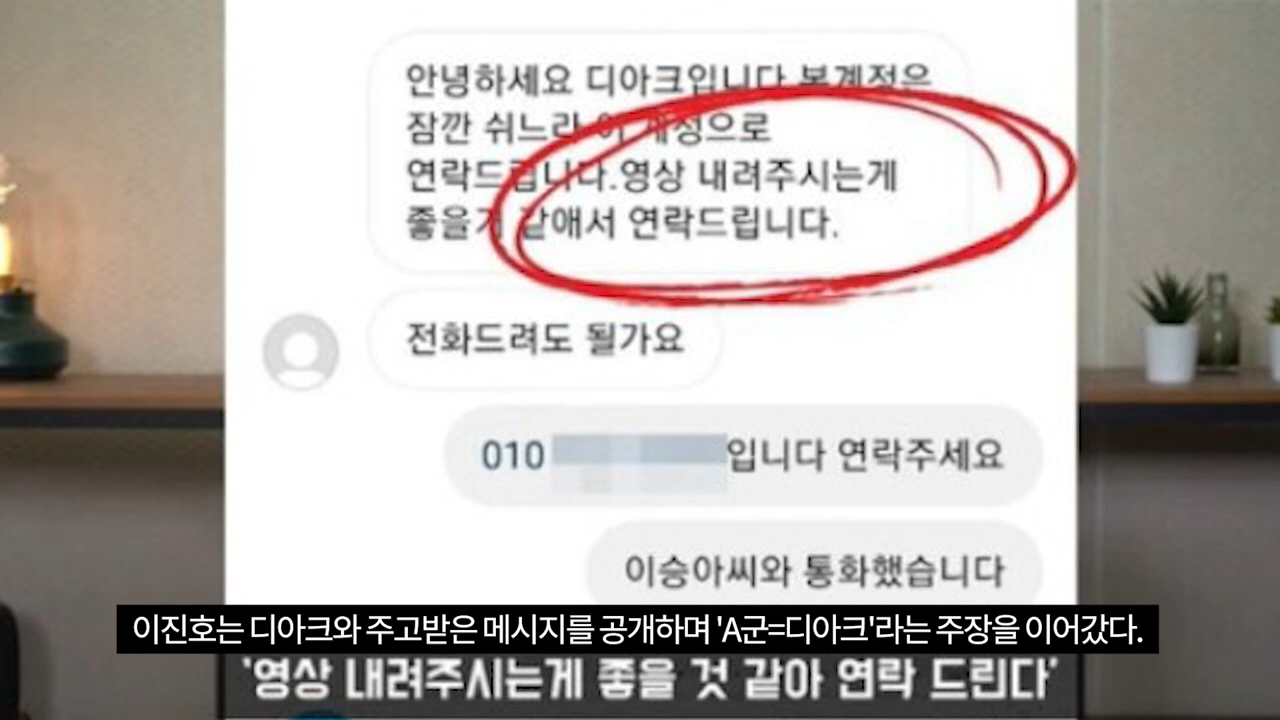 안녕하세요 디아크입니다 본계정은
잠깐 쉬느라 이 계정으로
연락드립니다.영상 내려주시는게
좋을거 같애서 연락드립니다.
전화드려도 될가요
010 입니다 연락주세요
이승아씨와 통화했습니다
이진호는 디아크와 주고받은 메시지를 공개하며 'A군=디아크'라는 주장을 이어갔다.
'영상 내려주시는게 좋을 것 같아 연락 드린다'